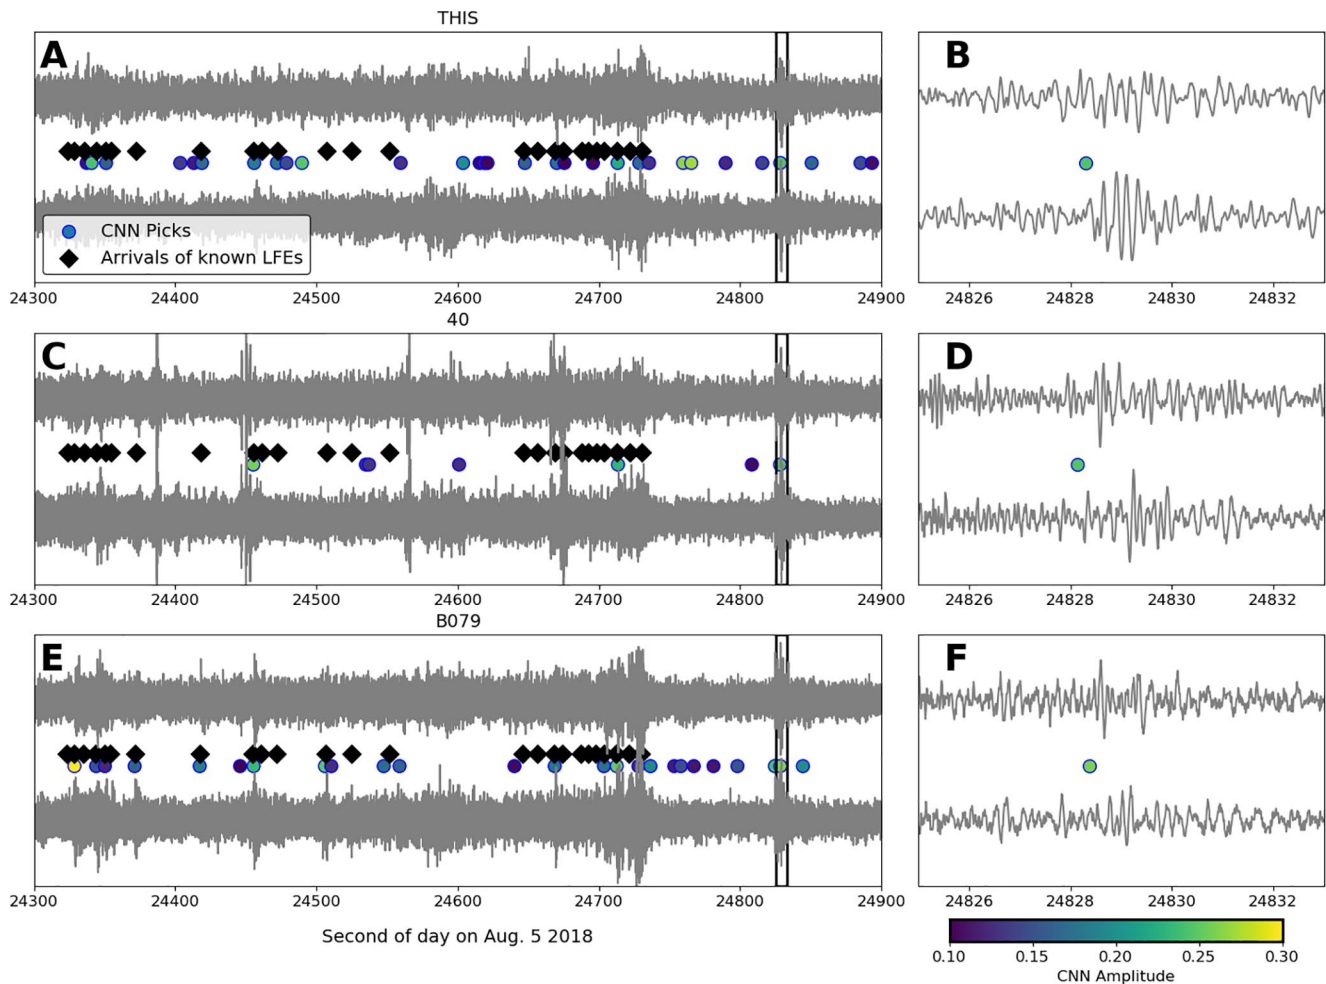 THIS
A
B
CNN Picks
Arrivals of known LFEs
24300 24400 24500 24600 24700 24800 24900
24826 24828 24830 24832
40
C
D
24300 24400 24500 24600 24700 24800 24900
24826 24828 24830 24832
B079
E
F
24300 24400 24500 24600 24700 24800 24900
24826 24828 24830 24832
Second of day on Aug. 5 2018
0.10 0.15 0.20 0.25 0.30
CNN Amplitude